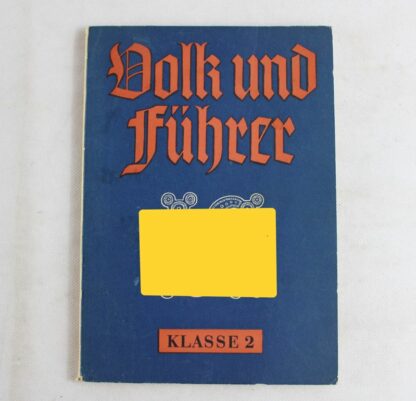 Volk und
Führer
KLASSE 2